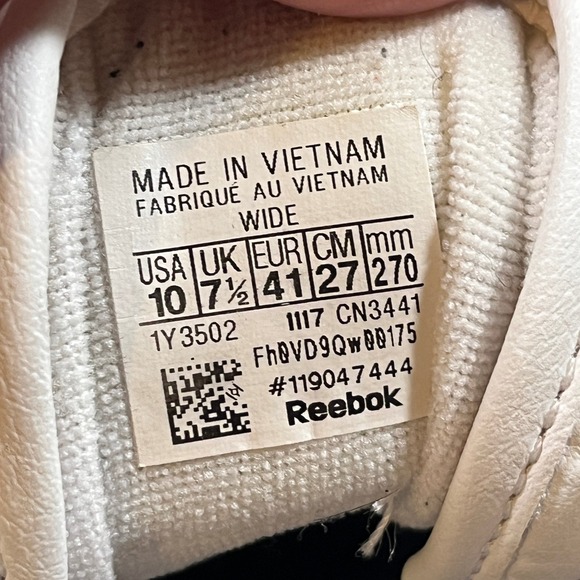 MADE IN VIETNAM
FABRIQUÉ AU VIETNAM
WIDE
USA UK EUR CM mm
10 7½ 41 27 270
1Y3502 1117 CN3441
Fh0VD9Qw00175
#119047444
Reebok